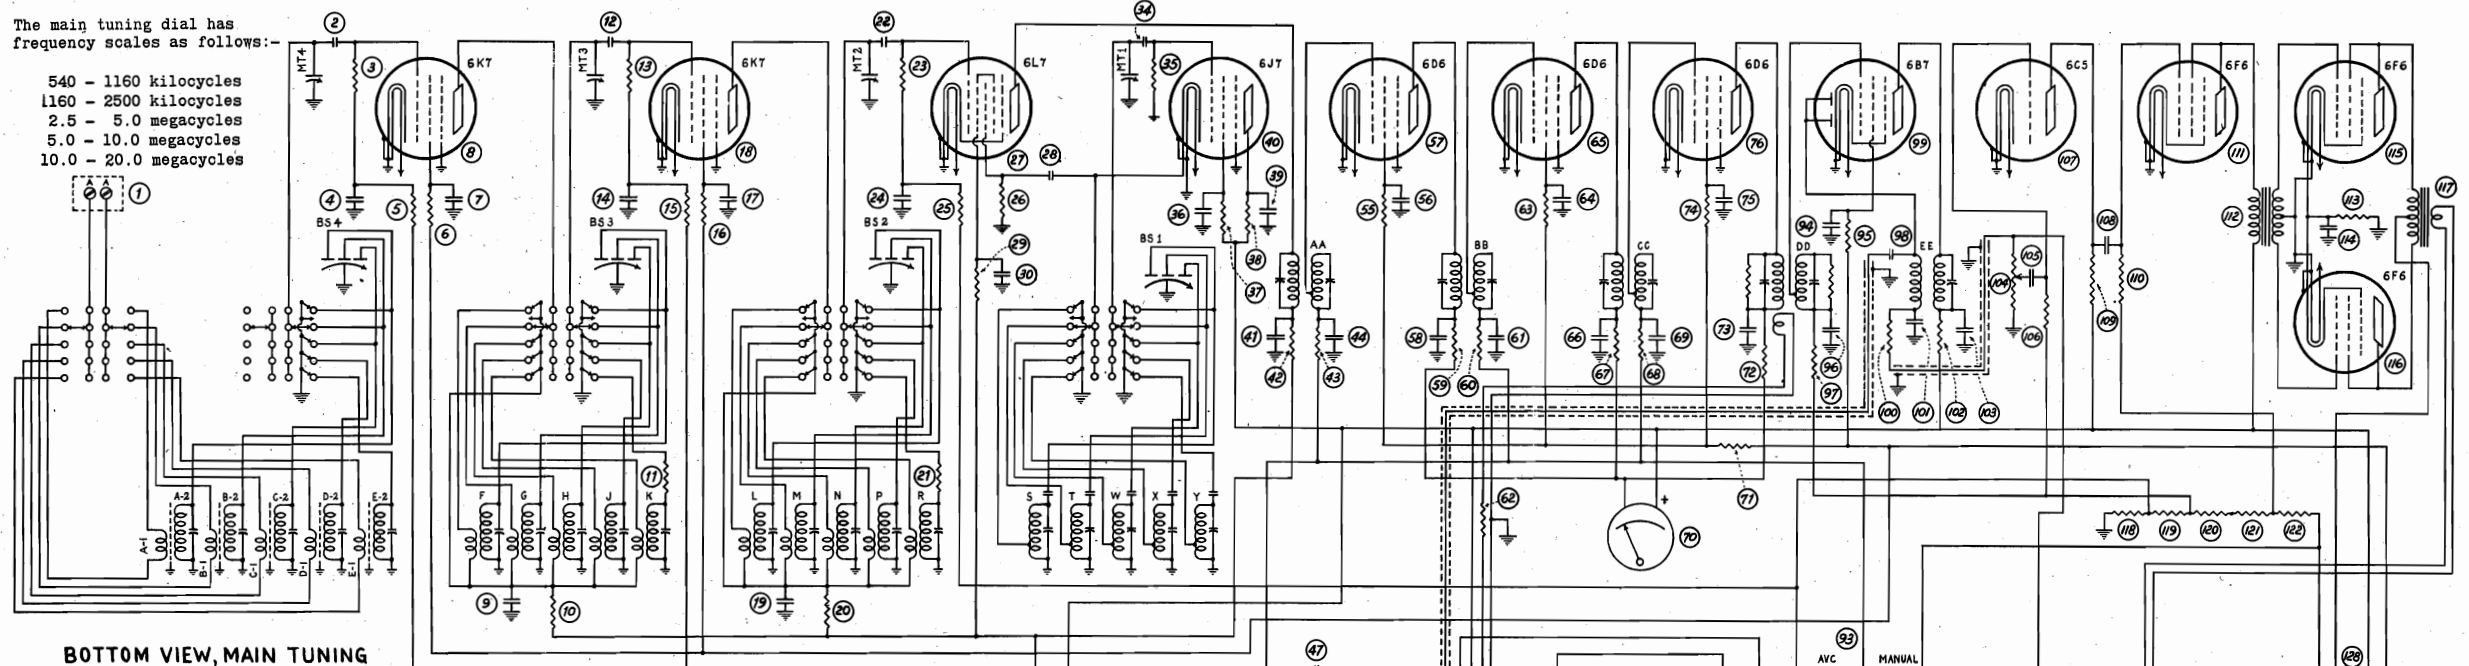 The main tuning dial has
frequency scales as follows:-
540 - 1160 kilocycles
1160 - 2500 kilocycles
2.5 - 5.0 megacycles
5.0 - 10.0 megacycles
10.0 - 20.0 megacycles
A A 1
MT4 2 3 6K7 8
4 5 6 7
BS4
MT3 12 13 6K7 18
14 15 16 17
BS3
MT2 22 23 6L7 27 28
24 25 26 29 30
BS2
34 MT1 35 6J7 40
36 37 38 39
BS1
6D6 57 55 56
6D6 65 63 64
6D6 76 74 75
6B7 99 94 95 98
6C5 107 104 105 106
6F6 111 108 109 110 112
6F6 115 113 114 117
6F6 116
AA BB CC DD EE
41 42 43 44
58 59 60 61
66 67 68 69
73 72 96 97
100 101 102 103
62 70 + 71
118 119 120 121 122
A-1 A-2 B-1 B-2 C-1 C-2 D-1 D-2 E-1 E-2
F G H J K 11
L M N P R 21
S T W X Y
9 10 19 20
47 93 128
AVC MANUAL
BOTTOM VIEW, MAIN TUNING